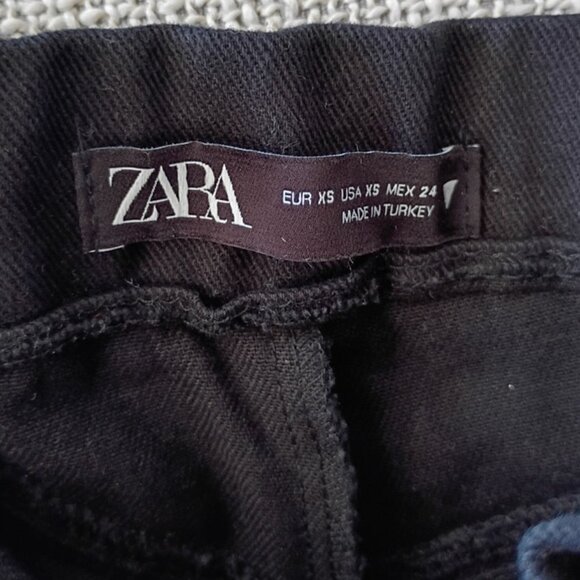 ZARA
EUR XS USA XS MEX 24
MADE IN TURKEY